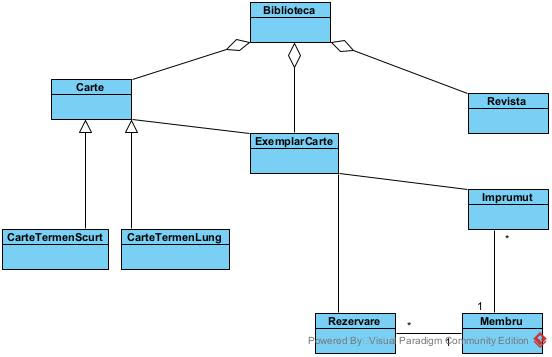 Biblioteca
Carte
Revista
ExemplarCarte
Imprumut
CarteTermenScurt
CarteTermenLung
*
1
Rezervare
*
1
Membru
Powered By Visual Paradigm Community Edition